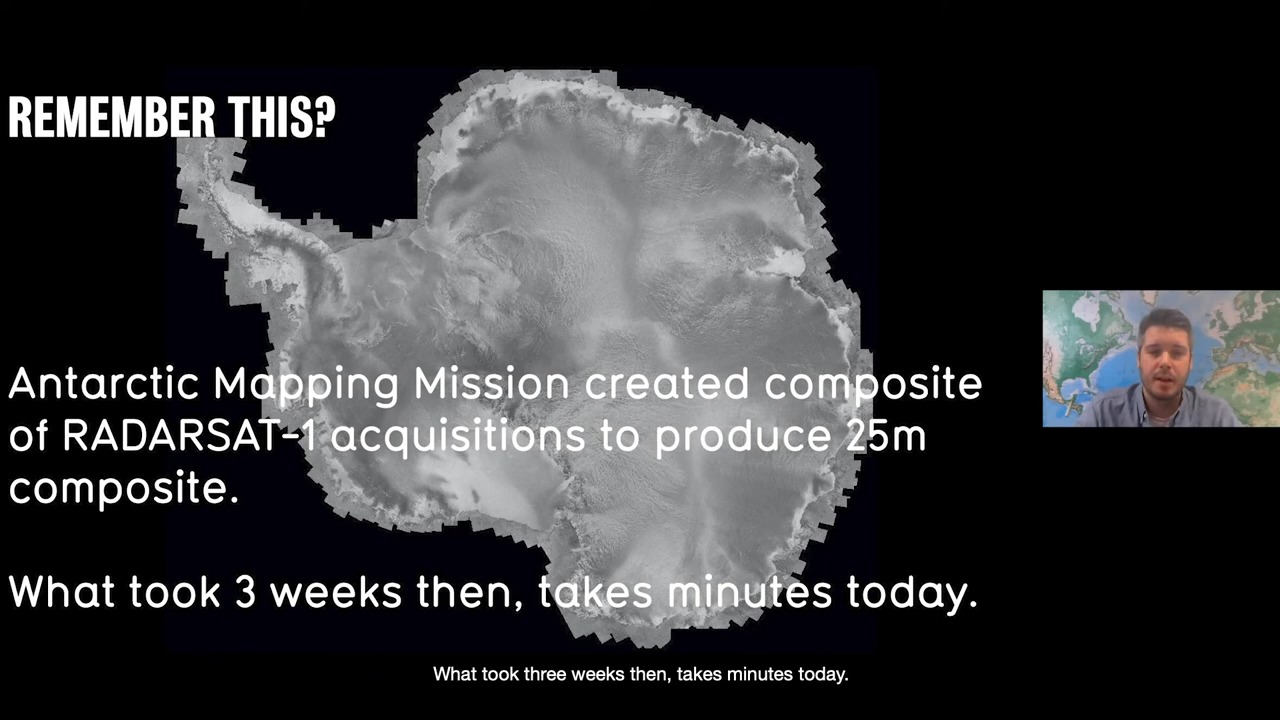 REMEMBER THIS?
Antarctic Mapping Mission created composite
of RADARSAT-1 acquisitions to produce 25m
composite.
What took 3 weeks then, takes minutes today.
What took three weeks then, takes minutes today.